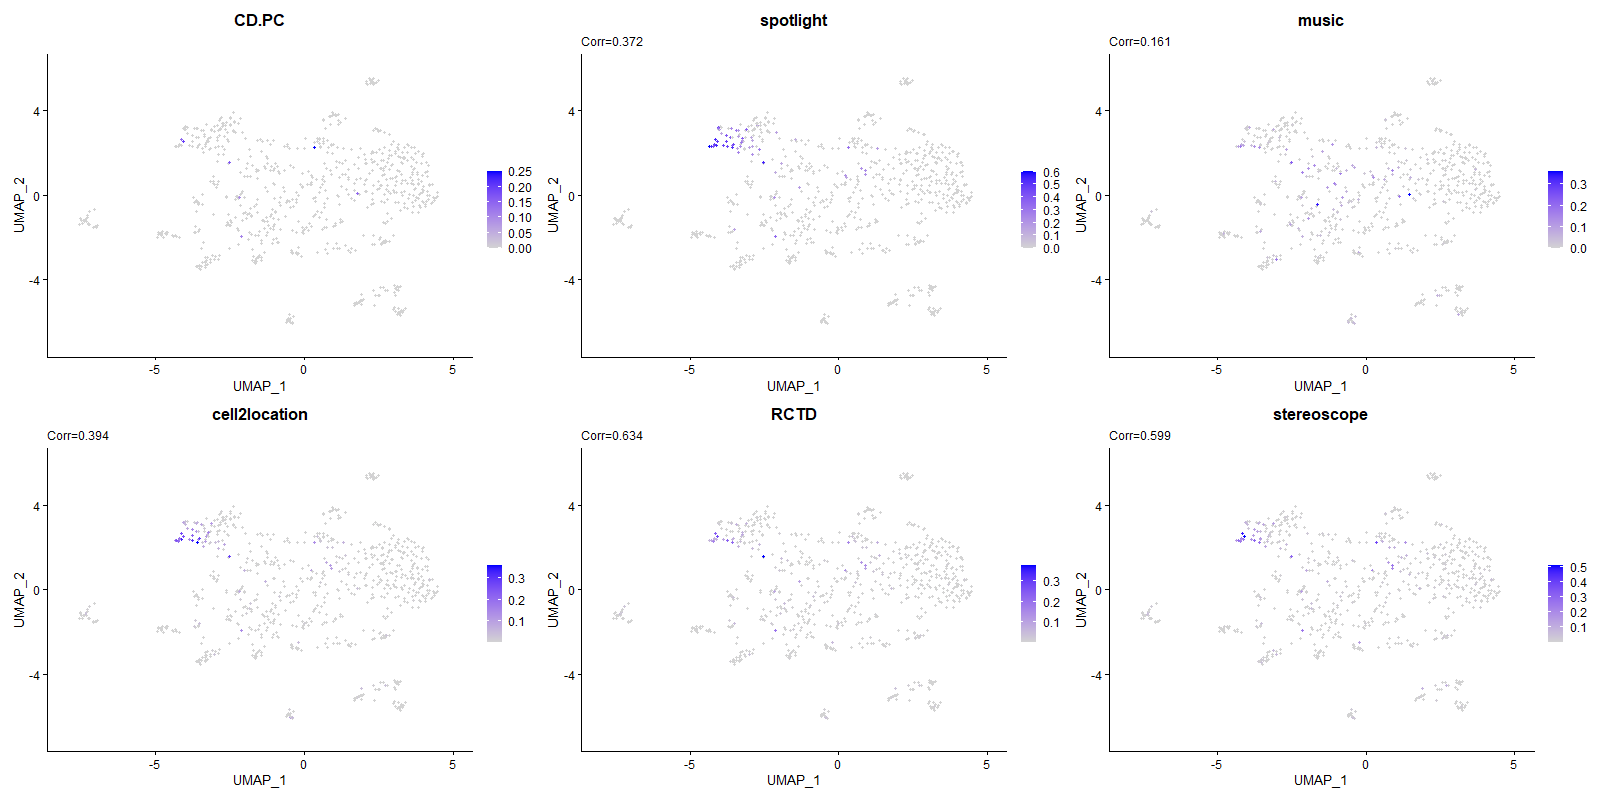 CD.PC
4
0
-4
UMAP_2
-5
0
5
UMAP_1
0.25
0.20
0.15
0.10
0.05
0.00
spotlight
Corr=0.372
4
0
-4
UMAP_2
-5
0
5
UMAP_1
0.6
0.5
0.4
0.3
0.2
0.1
0.0
music
Corr=0.161
4
0
-4
UMAP_2
-5
0
5
UMAP_1
0.3
0.2
0.1
0.0
cell2location
Corr=0.394
4
0
-4
UMAP_2
-5
0
5
UMAP_1
0.3
0.2
0.1
RCTD
Corr=0.634
4
0
-4
UMAP_2
-5
0
5
UMAP_1
0.3
0.2
0.1
stereoscope
Corr=0.599
4
0
-4
UMAP_2
-5
0
5
UMAP_1
0.5
0.4
0.3
0.2
0.1